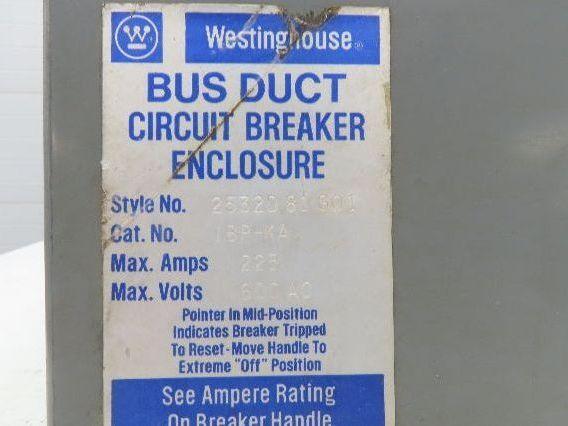 Westinghouse
BUS DUCT
CIRCUIT BREAKER
ENCLOSURE
Style No.
Cat. No. IBP-KA
Max. Amps 225
Max. Volts 600 AC
Pointer In Mid-Position
Indicates Breaker Tripped
To Reset-Move Handle To
Extreme "Off" Position
See Ampere Rating
On Breaker Handle